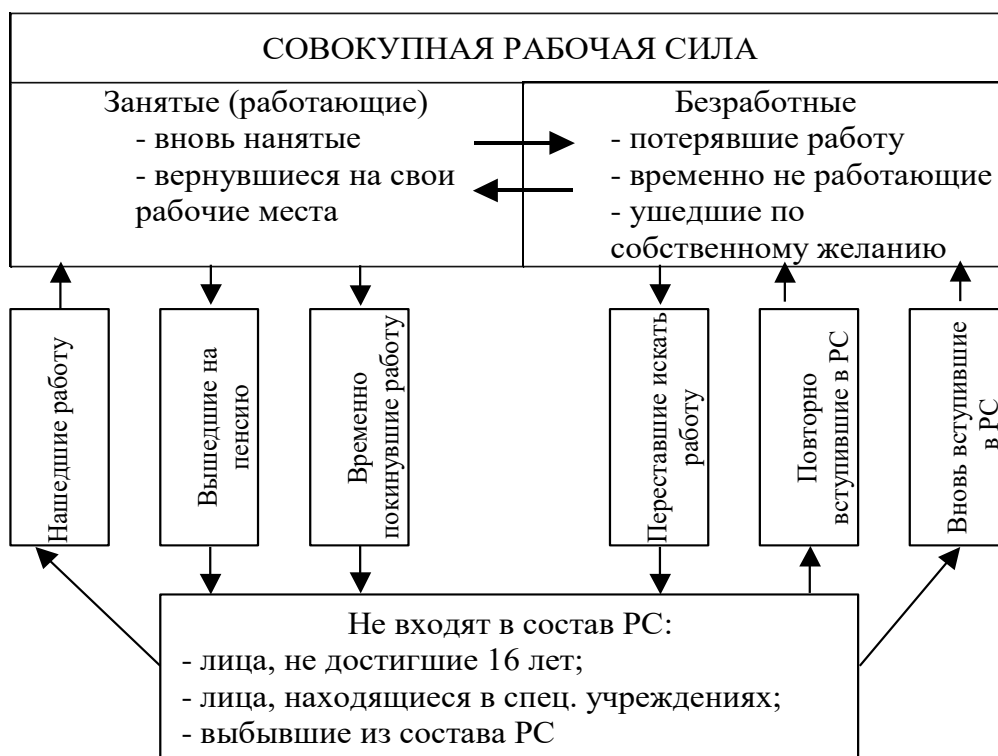 СОВОКУПНАЯ РАБОЧАЯ СИЛА
Занятые (работающие)
- вновь нанятые
- вернувшиеся на свои
рабочие места
Безработные
- потерявшие работу
- временно не работающие
- ушедшие по
собственному желанию
Нашедшие работу
Вышедшие на
пенсию
Временно
покинувшие работу
Переставшие искать
работу
Повторно
вступившие в РС
Вновь вступившие
в РС
Не входят в состав РС:
- лица, не достигшие 16 лет;
- лица, находящиеся в спец. учреждениях;
- выбывшие из состава РС